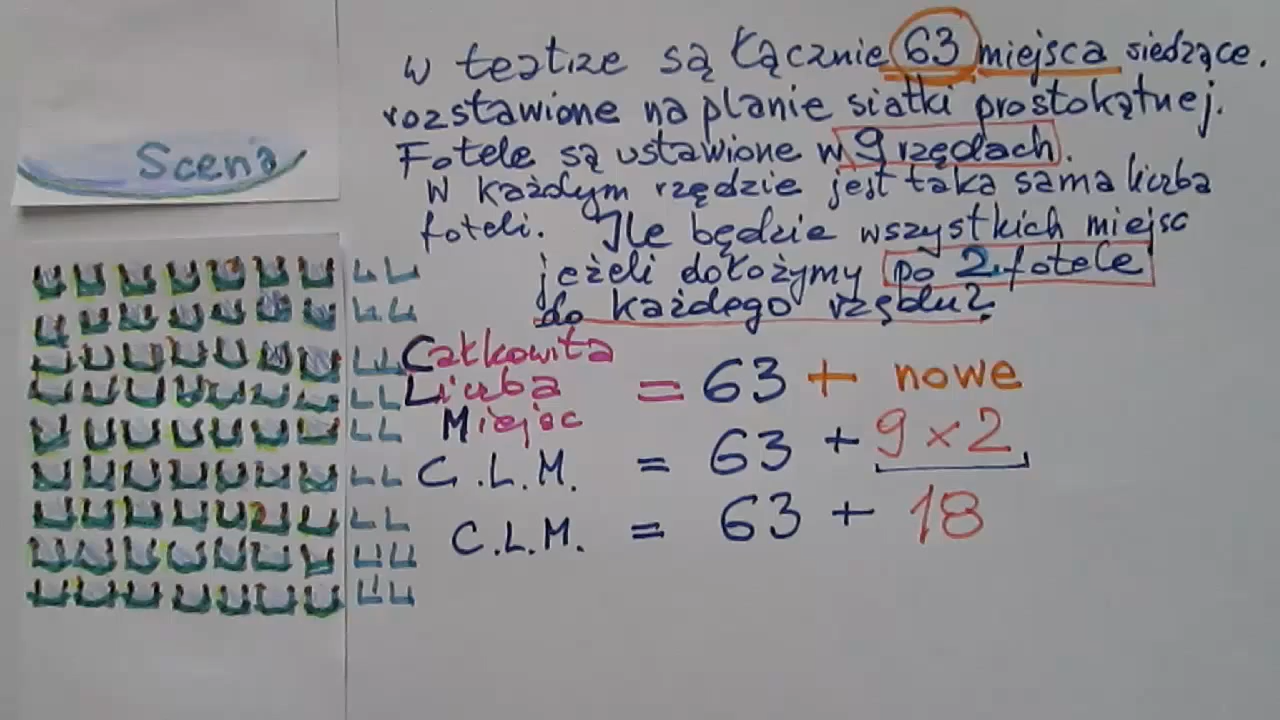 Scena
w teatrze są Łącznie 63 miejsca siedzące.
rozstawione na planie siatki prostokątnej.
Fotele są ustawione w 9 rzędach.
W każdym rzędzie jest taka sama liczba
foteli. Ile będzie wszystkich miejsc
jeżeli dołożymy po 2 fotele
do każdego rzędu?
Całkowita
Liczba = 63 + nowe
Miejsc
C.L.M. = 63 + 9 × 2
C.L.M. = 63 + 18